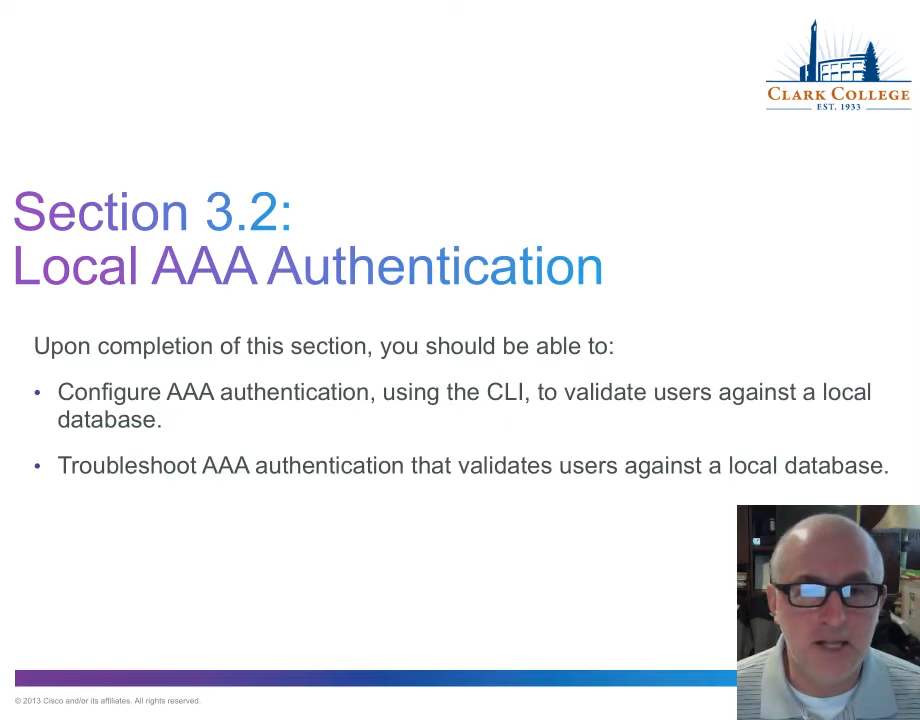 CLARK COLLEGE
EST. 1933
Section 3.2:
Local AAA Authentication
Upon completion of this section, you should be able to:
• Configure AAA authentication, using the CLI, to validate users against a local
database.
• Troubleshoot AAA authentication that validates users against a local database.
© 2013 Cisco and/or its affiliates. All rights reserved.